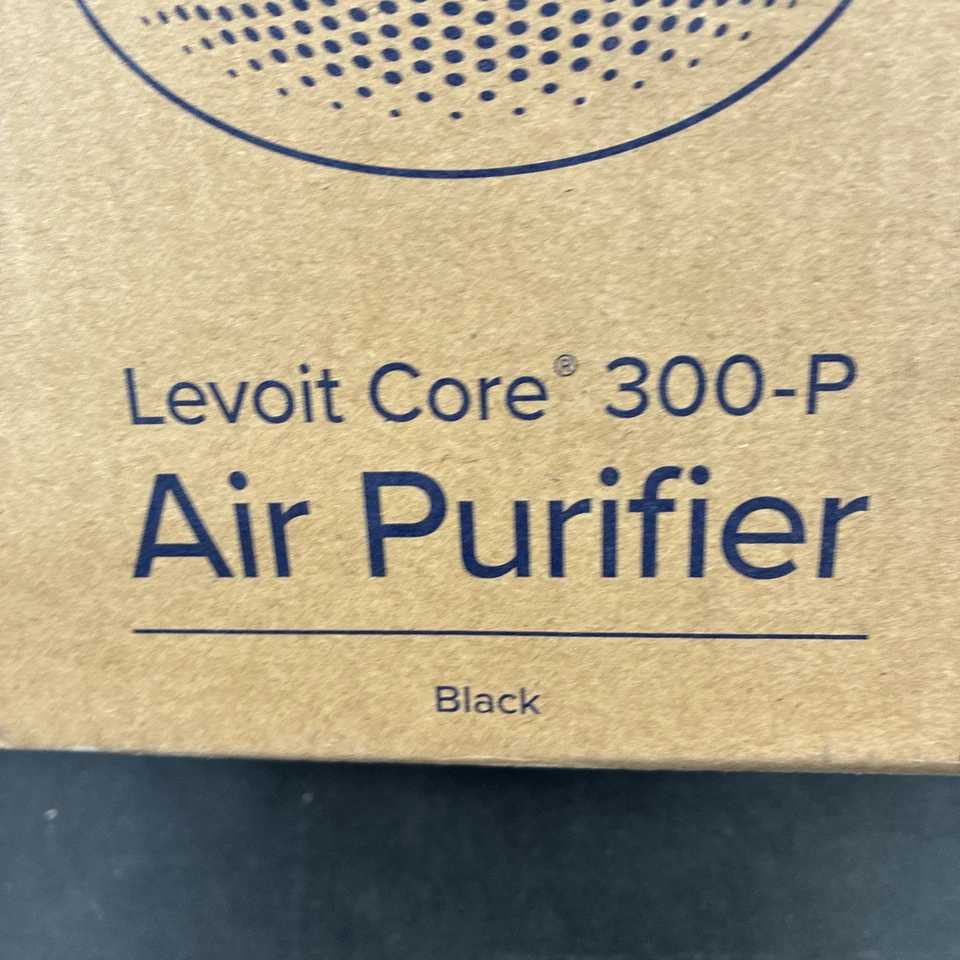 Levoit Core® 300-P
Air Purifier
Black